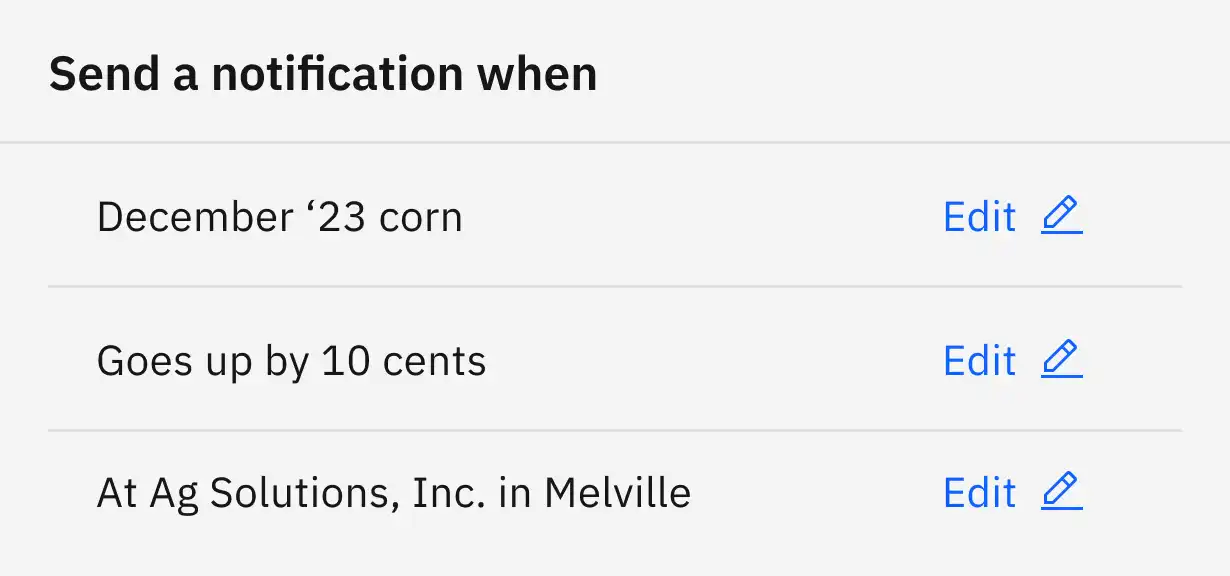 Send a notification when
December ‘23 corn
Edit
Goes up by 10 cents
Edit
At Ag Solutions, Inc. in Melville
Edit